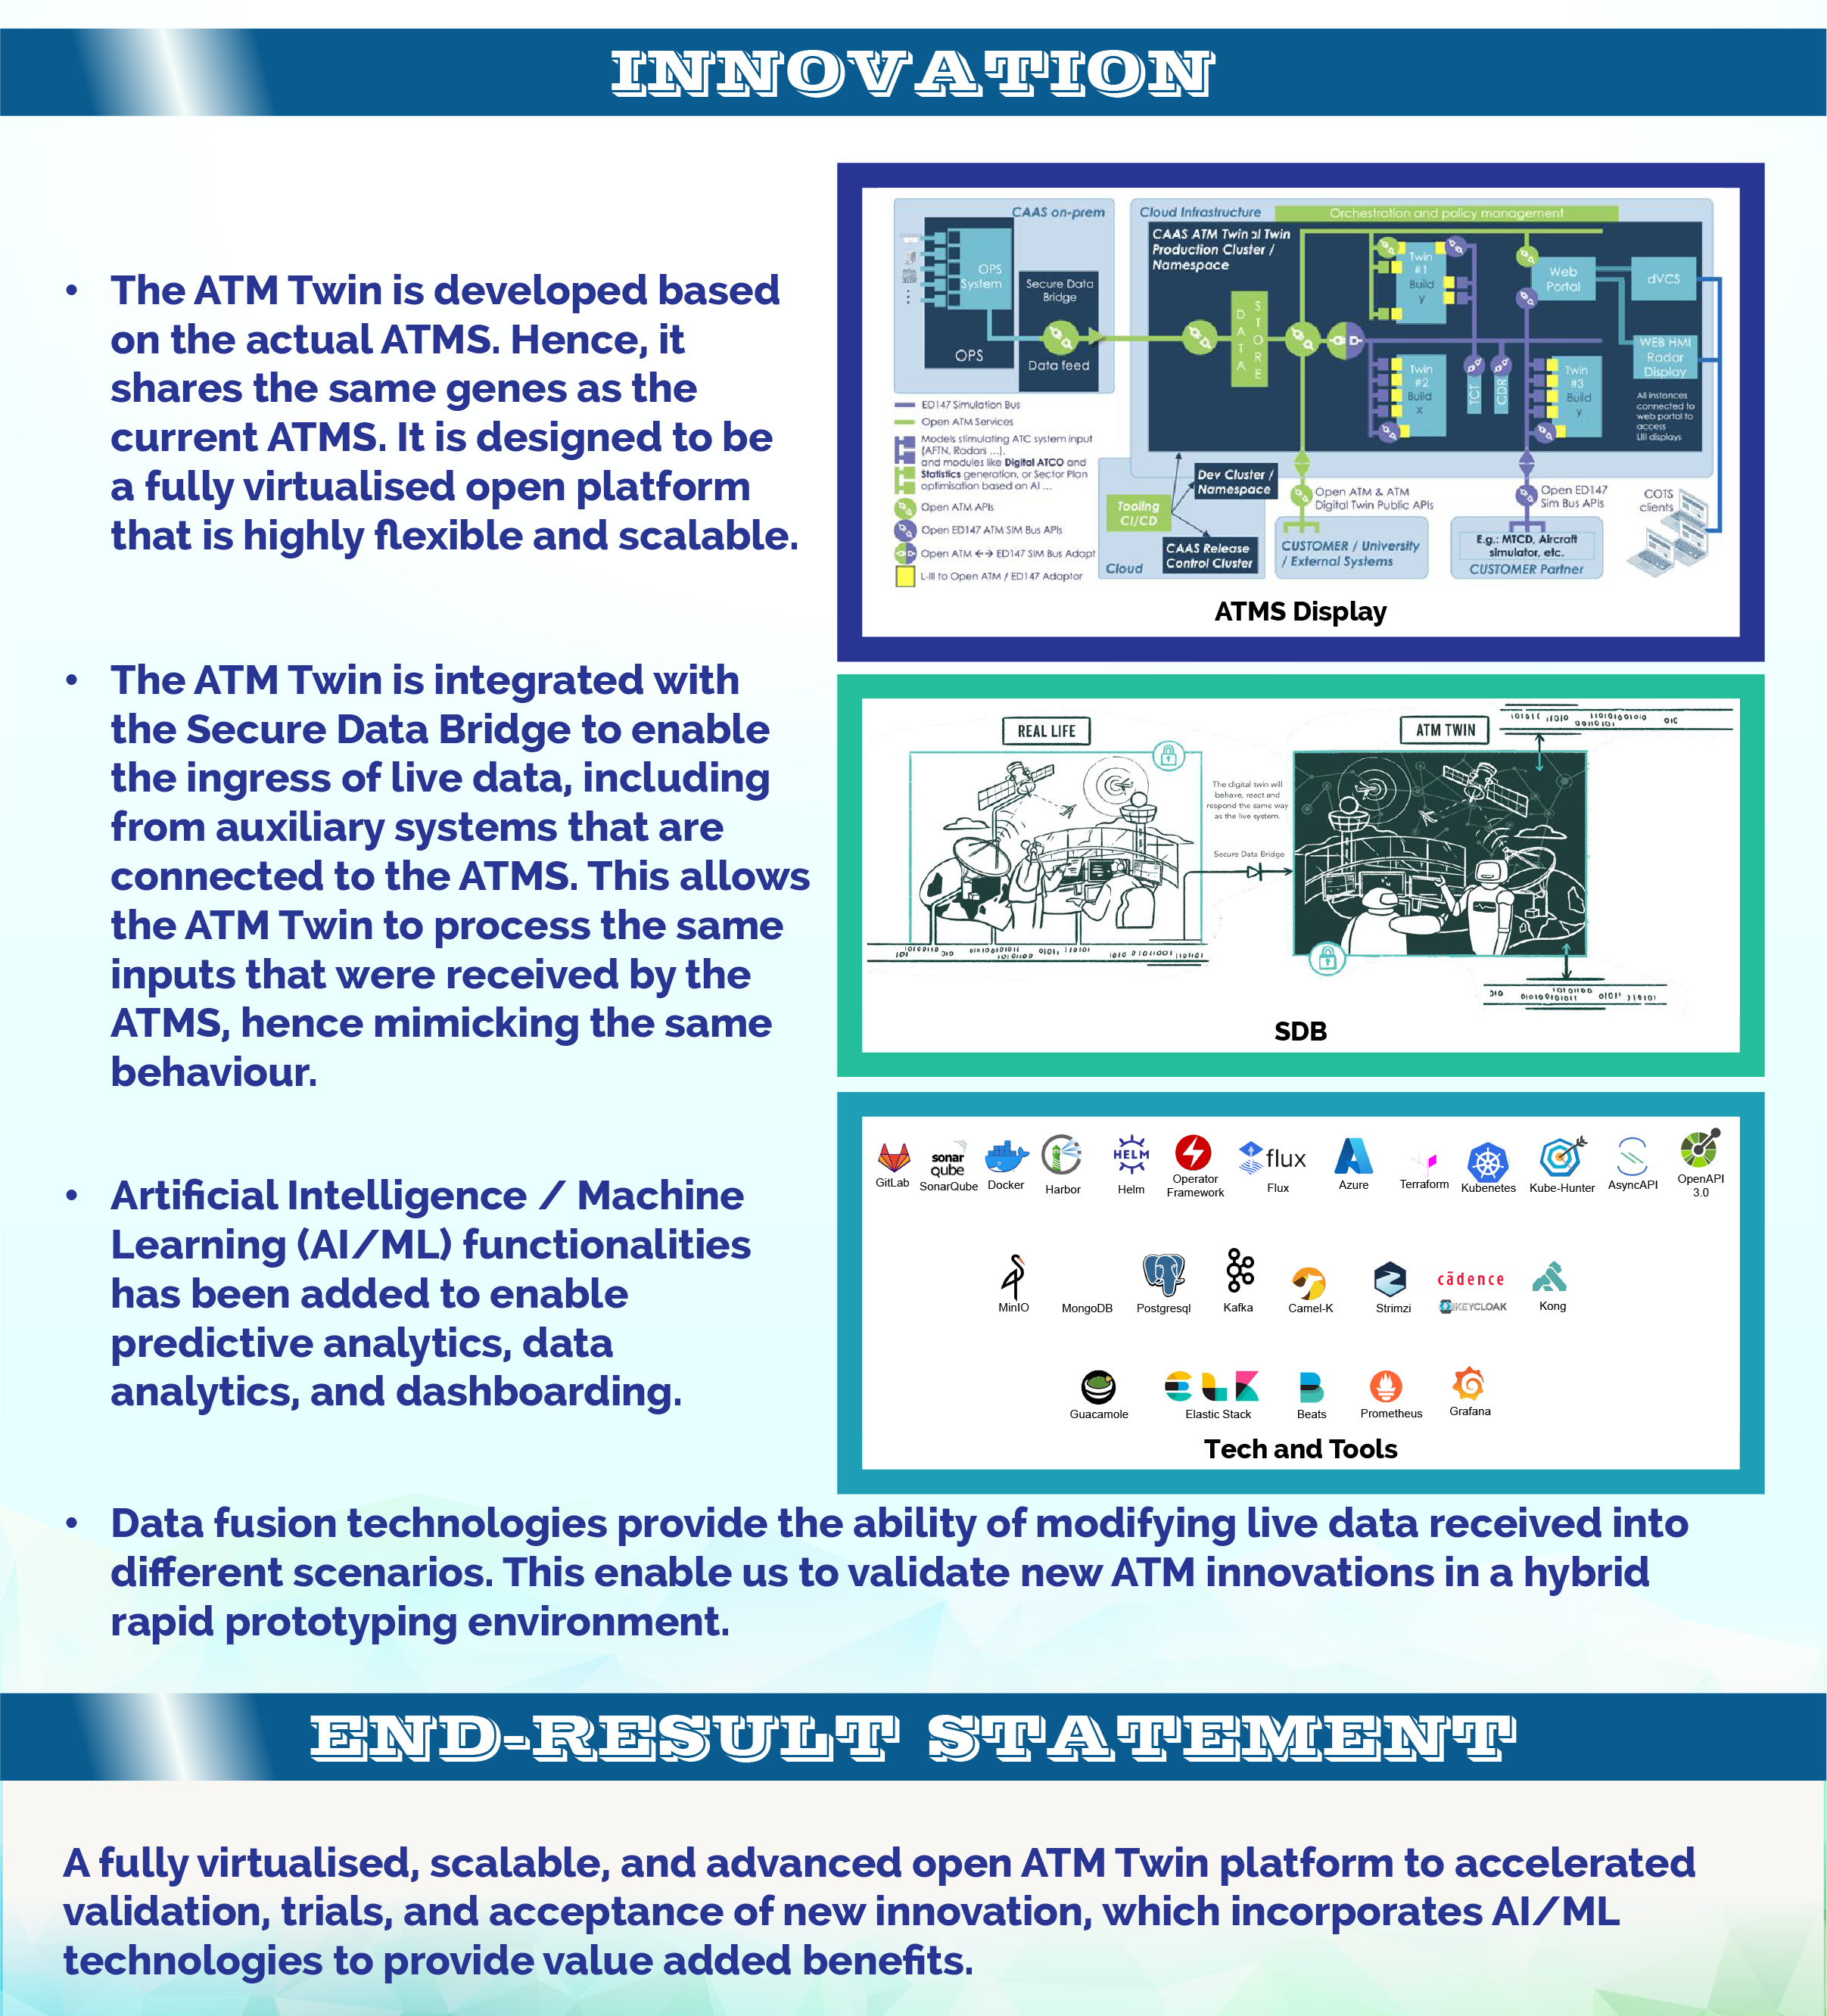 INNOVATION
• The ATM Twin is developed based
on the actual ATMS. Hence, it
shares the same genes as the
current ATMS. It is designed to be
a fully virtualised open platform
that is highly flexible and scalable.
• The ATM Twin is integrated with
the Secure Data Bridge to enable
the ingress of live data, including
from auxiliary systems that are
connected to the ATMS. This allows
the ATM Twin to process the same
inputs that were received by the
ATMS, hence mimicking the same
behaviour.
• Artificial Intelligence / Machine
Learning (AI/ML) functionalities
has been added to enable
predictive analytics, data
analytics, and dashboarding.
CAAS on-prem
OPS
System
Secure Data
Bridge
OPS
Data feed
Cloud Infrastructure
Orchestration and policy management
CAAS ATM Twin al Twin
Production Cluster /
Namespace
DATA
STORE
Twin
#1
Build
y
Web
Portal
dVCS
WEB HMI
Radar
Display
Twin
#2
Build
x
TCT
CDR
Twin
#3
Build
y
All instances
connected to
web portal to
access
LIII displays
ED147 Simulation Bus
Open ATM Services
Models stimulating ATC system input
(AFTN, Radars ...),
and modules like Digital ATCO and
Statistics generation, or Sector Plan
optimisation based on AI ...
Open ATM APIs
Open ED147 ATM SIM Bus APIs
Open ATM ↔ ED147 SIM Bus Adapt
L-III to Open ATM / ED147 Adaptor
Tooling
CI/CD
Dev Cluster /
Namespace
CAAS Release
Control Cluster
Cloud
Open ATM & ATM
Digital Twin Public APIs
CUSTOMER / University
/ External Systems
Open ED147
Sim Bus APIs
E.g.: MTCD, Aircraft
simulator, etc.
CUSTOMER Partner
COTS
clients
ATMS Display
REAL LIFE
ATM TWIN
The digital twin will
behave, react and
respond the same way
as the live system.
Secure Data Bridge
SDB
GitLab
sonar
qube
SonarQube
Docker
Harbor
HELM
Helm
Operator
Framework
flux
Flux
Azure
Terraform
Kubenetes
Kube-Hunter
AsyncAPI
OpenAPI
3.0
MinIO
MongoDB
Postgresql
Kafka
Camel-K
Strimzi
cādence
KEYCLOAK
Kong
Guacamole
Elastic Stack
Beats
Prometheus
Grafana
Tech and Tools
• Data fusion technologies provide the ability of modifying live data received into
different scenarios. This enable us to validate new ATM innovations in a hybrid
rapid prototyping environment.
END-RESULT STATEMENT
A fully virtualised, scalable, and advanced open ATM Twin platform to accelerated
validation, trials, and acceptance of new innovation, which incorporates AI/ML
technologies to provide value added benefits.